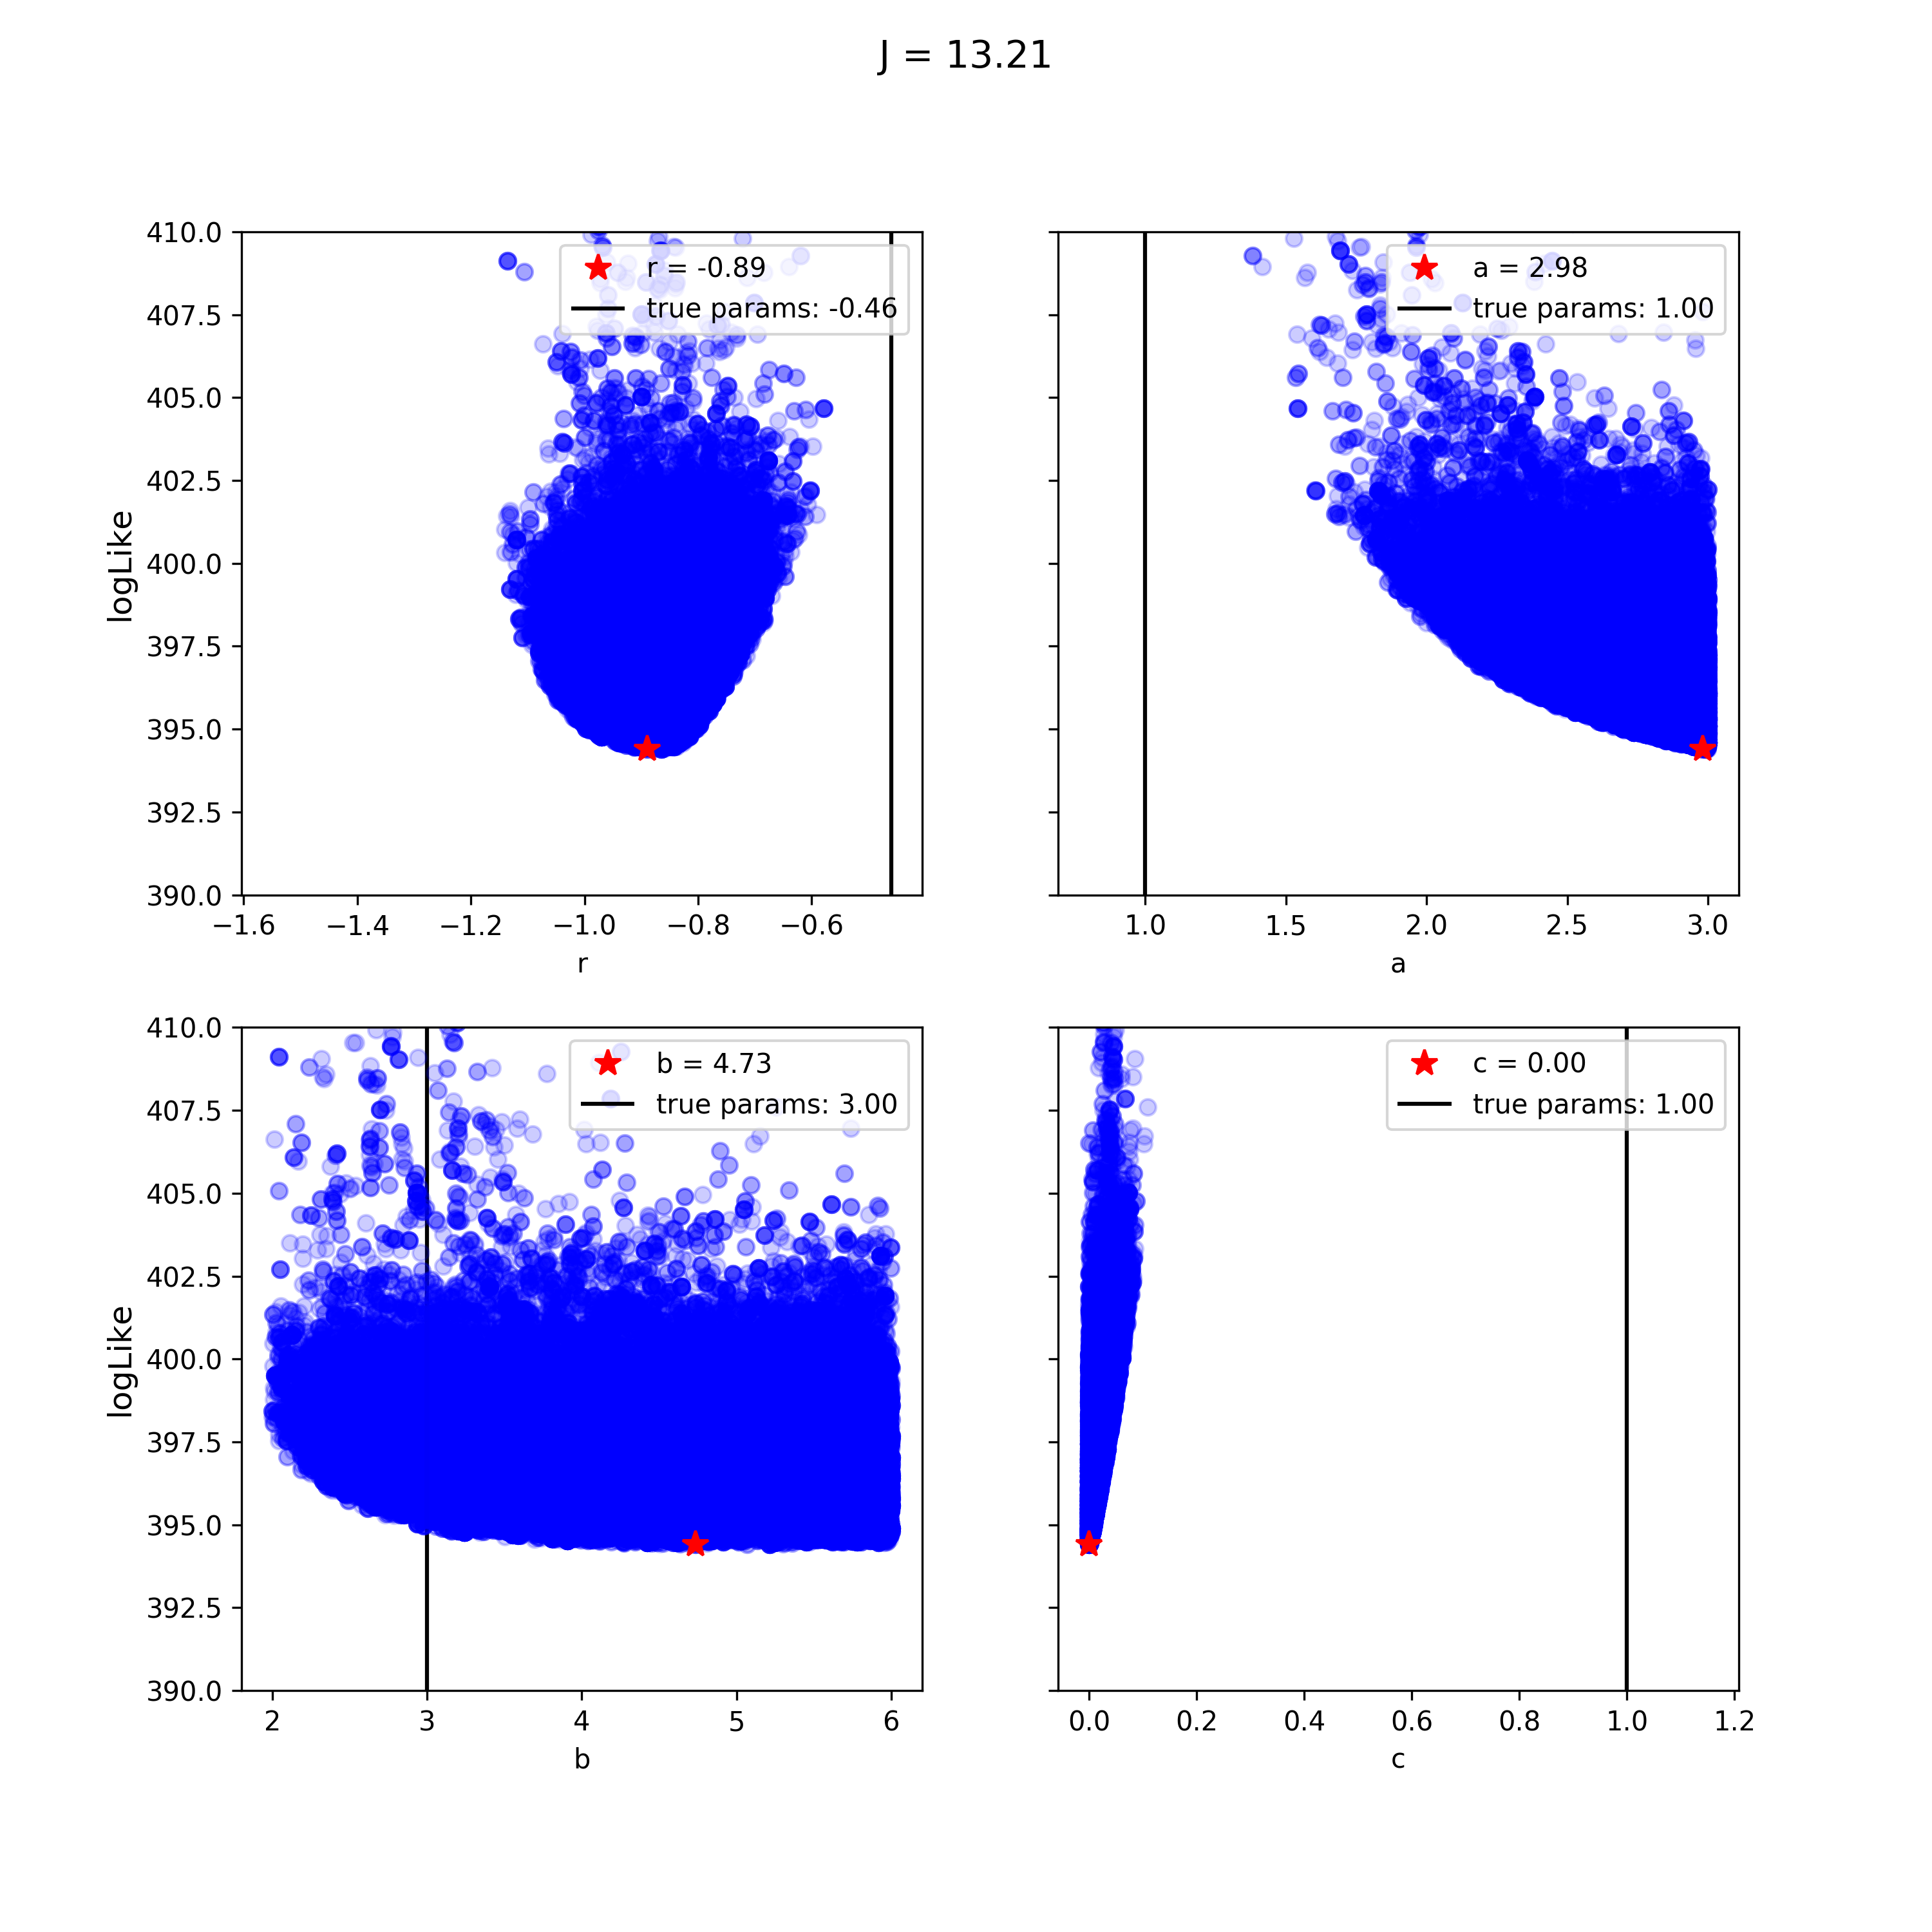 J = 13.21
410.0
407.5
405.0
402.5
400.0
397.5
395.0
392.5
390.0
logLike
r = -0.89
true params: -0.46
−1.6 −1.4 −1.2 −1.0 −0.8 −0.6
r
a = 2.98
true params: 1.00
1.0 1.5 2.0 2.5 3.0
a
410.0
407.5
405.0
402.5
400.0
397.5
395.0
392.5
390.0
logLike
b = 4.73
true params: 3.00
2 3 4 5 6
b
c = 0.00
true params: 1.00
0.0 0.2 0.4 0.6 0.8 1.0 1.2
c